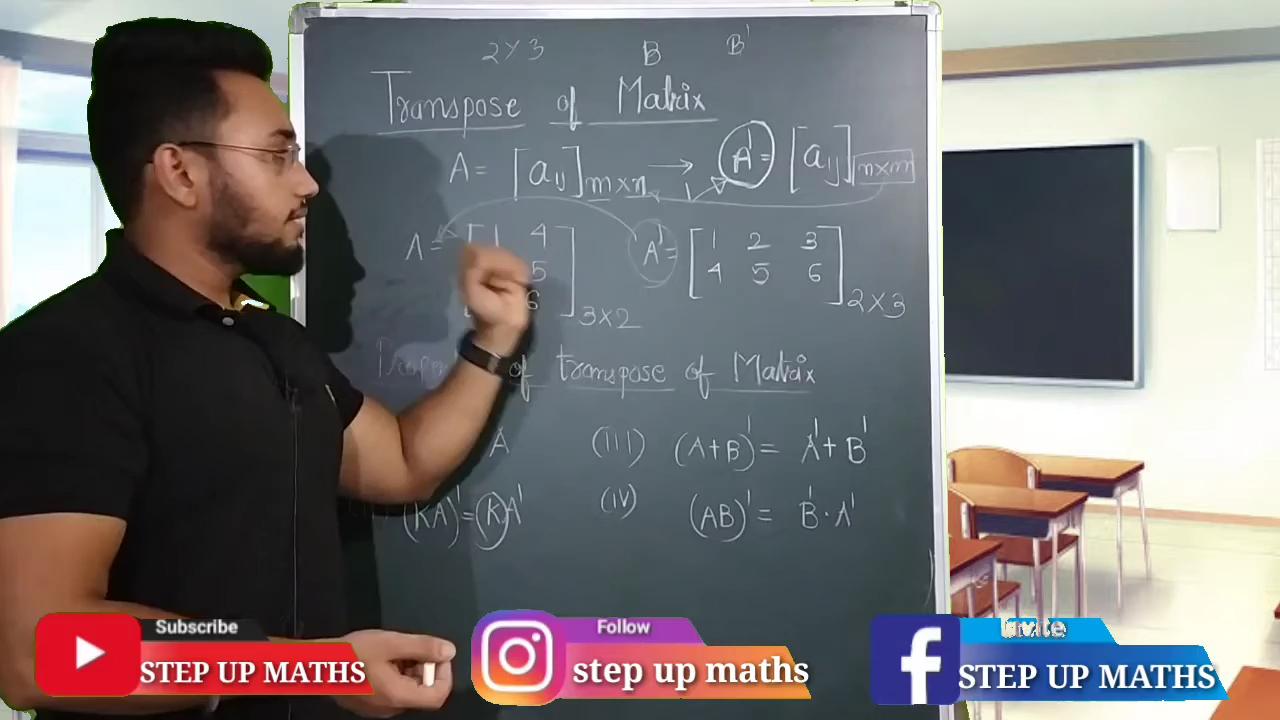 2 × 3 B B'
Transpose of Matrix
A = [aij]m×n → A' = [aij]n×m
A = [1 4 A' = [1 2 3
5 4 5 6]2×3
6]3×2
of transpose of Matrix
A (III) (A+B)' = A' + B'
(KA)' = (K)A' (IV) (AB)' = B' · A'
Subscribe Follow Invite
STEP UP MATHS step up maths STEP UP MATHS